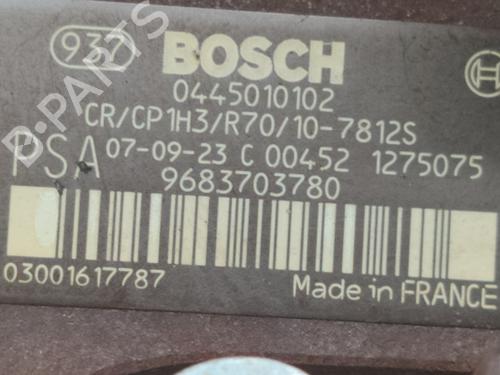 937 BOSCH
0445010102
CR/CP1H3/R70/10-7812S
PSA 07-09-23 C 00452 1275075
9683703780
03001617787 Made in FRANCE
B-PARTS